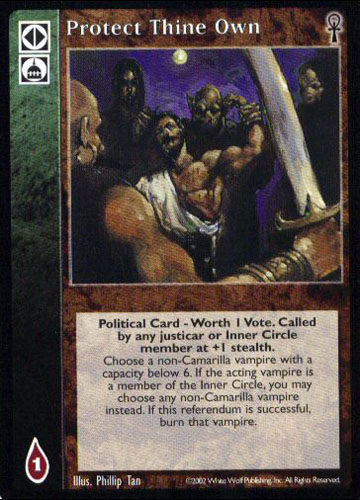 Protect Thine Own
Political Card - Worth 1 Vote. Called
by any justicar or Inner Circle
member at +1 stealth.
Choose a non-Camarilla vampire with a
capacity below 6. If the acting vampire is
a member of the Inner Circle, you may
choose any non-Camarilla vampire
instead. If this referendum is successful,
burn that vampire.
1
Illus. Phillip Tan
©2002 White Wolf Publishing, Inc. All Rights Reserved.